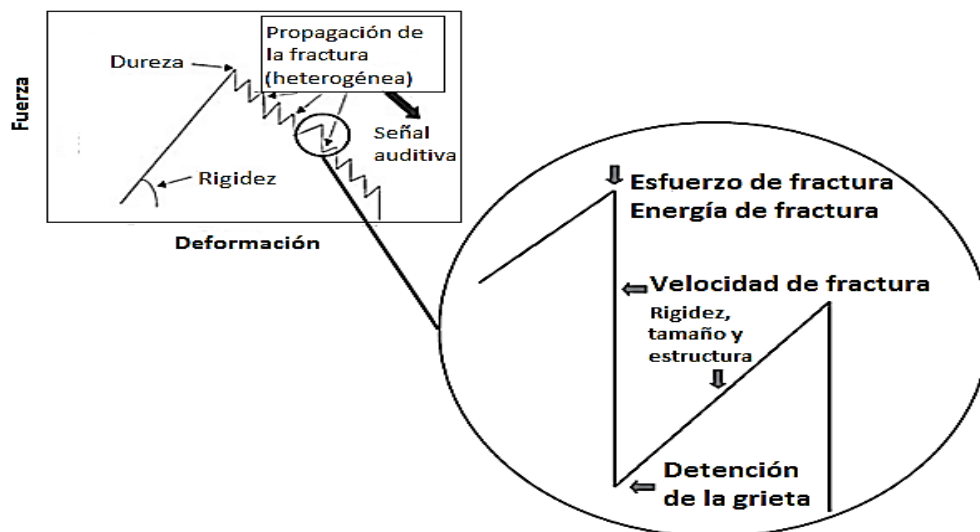 Propagación de
la fractura
(heterogénea)
Dureza
Señal
auditiva
Rigidez
Fuerza
Deformación
Esfuerzo de fractura
Energía de fractura
Velocidad de fractura
Rigidez,
tamaño y
estructura
Detención
de la grieta